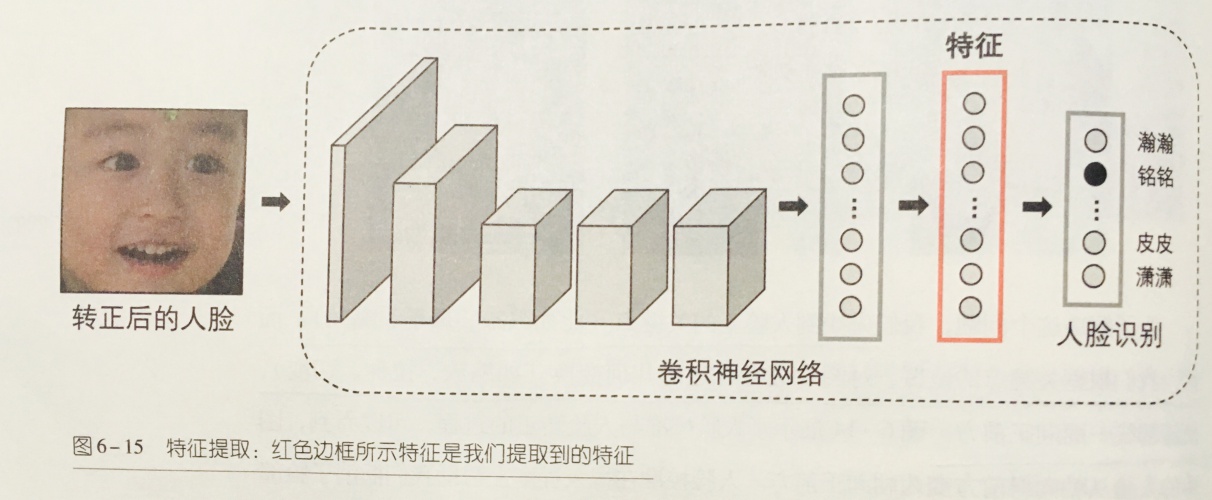 特征
瀚瀚
铭铭
皮皮
潇潇
转正后的人脸
人脸识别
卷积神经网络
图6-15 特征提取：红色边框所示特征是我们提取到的特征